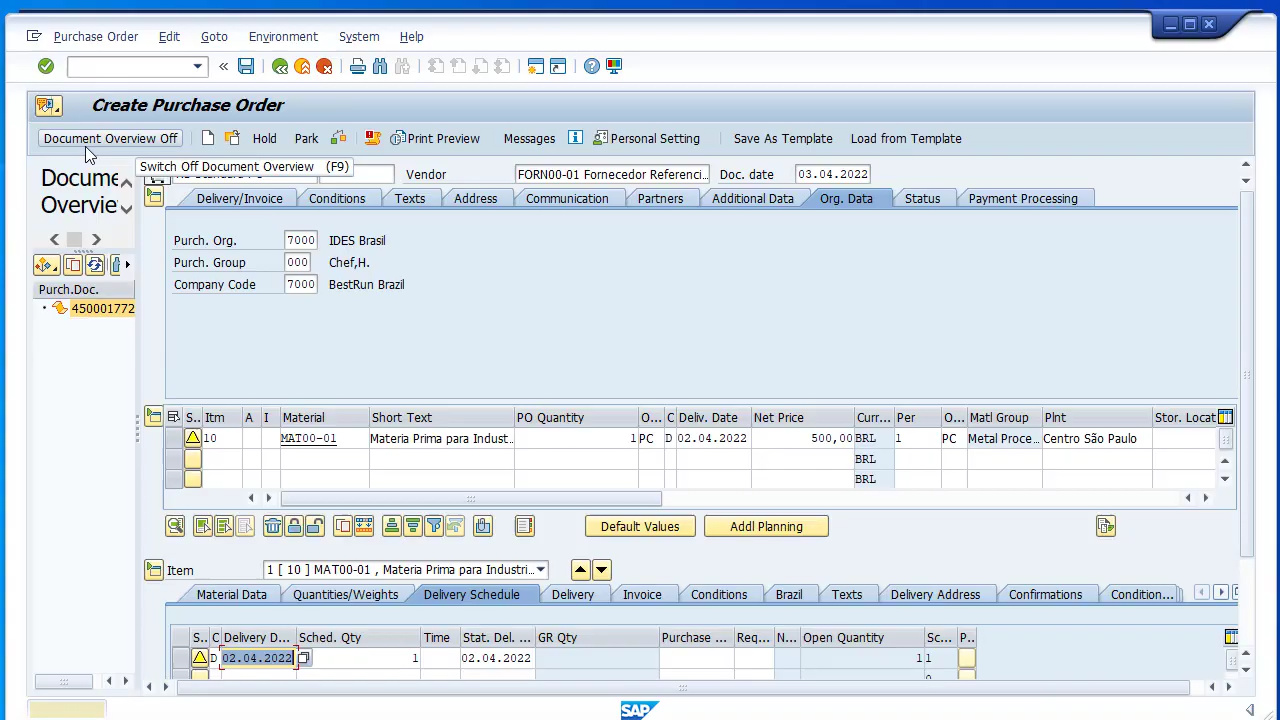 Purchase Order Edit Goto Environment System Help
Create Purchase Order
Document Overview Off Hold Park Print Preview Messages Personal Setting Save As Template Load from Template
Switch Off Document Overview (F9)
Vendor FORN00-01 Fornecedor Referenci... Doc. date 03.04.2022
Docume
Overvie
Delivery/Invoice Conditions Texts Address Communication Partners Additional Data Org. Data Status Payment Processing
Purch. Org. 7000 IDES Brasil
Purch. Group 000 Chef,H.
Company Code 7000 BestRun Brazil
Purch.Doc.
450001772
S... Itm A I Material Short Text PO Quantity O... C Deliv. Date Net Price Curr... Per O... Matl Group Plnt Stor. Locat
10 MAT00-01 Materia Prima para Indust... 1 PC D 02.04.2022 500,00 BRL 1 PC Metal Proce... Centro São Paulo
BRL
BRL
Default Values Addl Planning
Item 1 [ 10 ] MAT00-01 , Materia Prima para Industri...
Material Data Quantities/Weights Delivery Schedule Delivery Invoice Conditions Brazil Texts Delivery Address Confirmations Condition...
S.. C Delivery D... Sched. Qty Time Stat. Del. ... GR Qty Purchase ... Req... N... Open Quantity Sc... P..
D 02.04.2022 1 02.04.2022 1 1
SAP